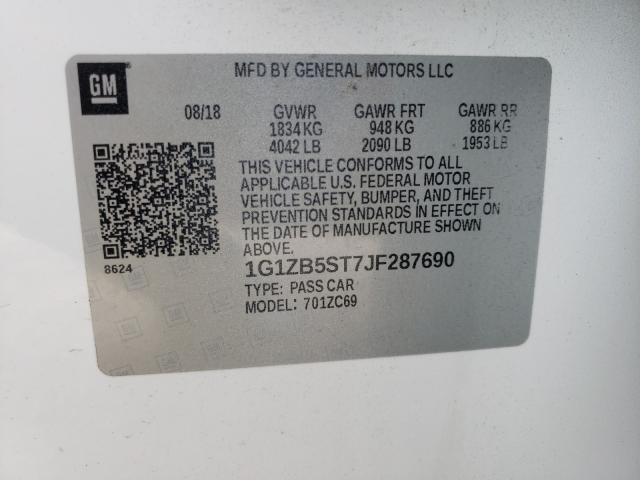 GM
MFD BY GENERAL MOTORS LLC
08/18 GVWR GAWR FRT GAWR RR
1834 KG 948 KG 886 KG
4042 LB 2090 LB 1953 LB
THIS VEHICLE CONFORMS TO ALL
APPLICABLE U.S. FEDERAL MOTOR
VEHICLE SAFETY, BUMPER, AND THEFT
PREVENTION STANDARDS IN EFFECT ON
THE DATE OF MANUFACTURE SHOWN
ABOVE.
8624
1G1ZB5ST7JF287690
TYPE: PASS CAR
MODEL: 701ZC69